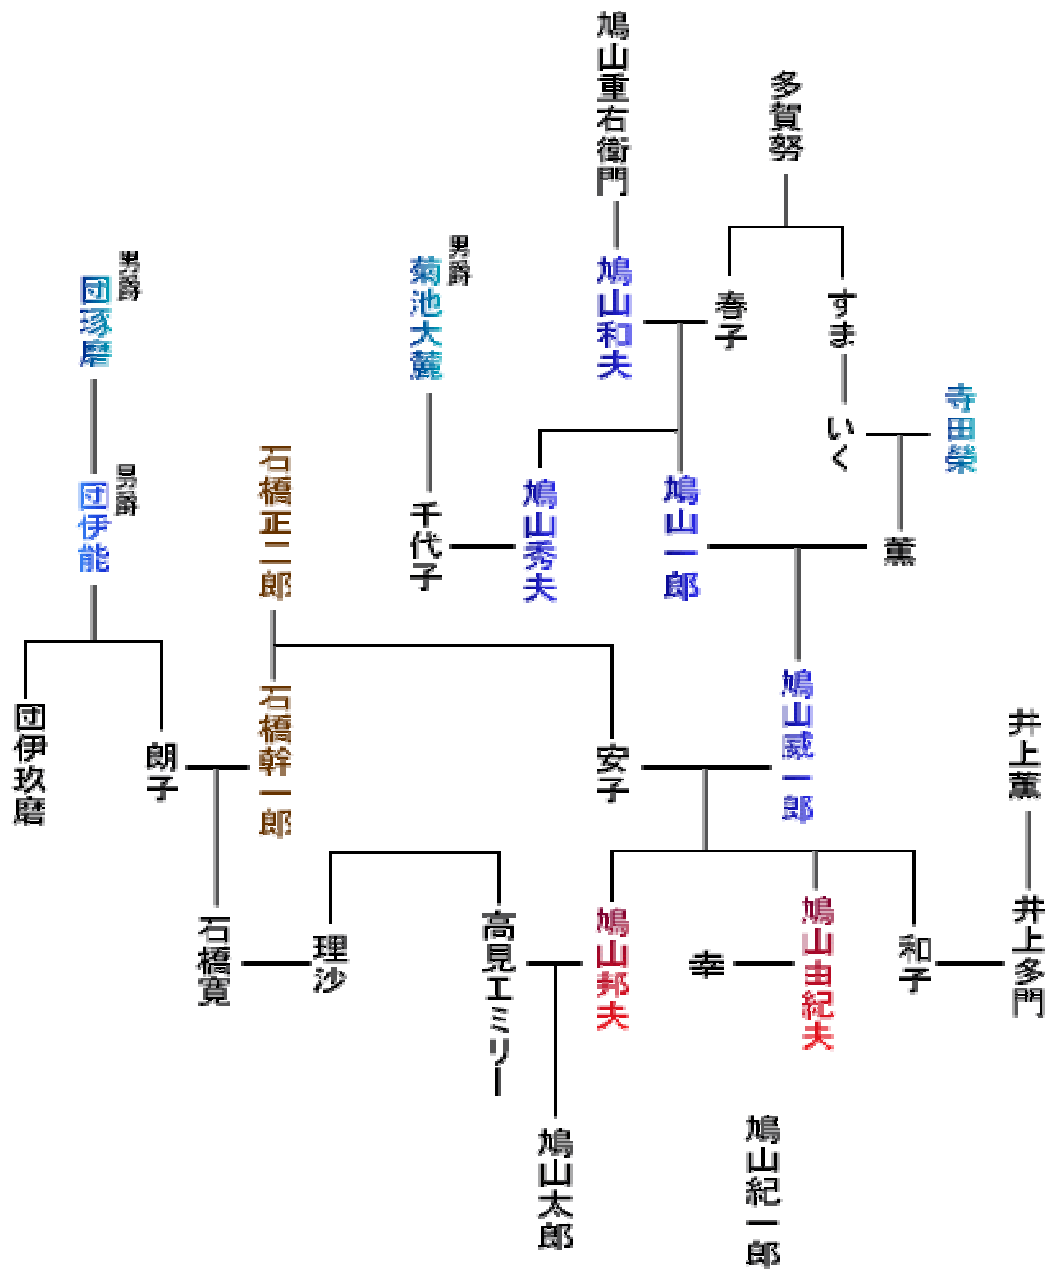 鳩山重右衛門
多賀努
男爵
団琢磨
男爵
菊池大麓
鳩山和夫
春子
すま
いく
寺田榮
男爵
団伊能
石橋正二郎
千代子
鳩山秀夫
鳩山一郎
薫
団伊玖磨
朗子
石橋幹一郎
安子
鳩山威一郎
井上薫
石橋寛
理沙
高見エミリー
鳩山邦夫
幸
鳩山由紀夫
和子
井上多門
鳩山太郎
鳩山紀一郎